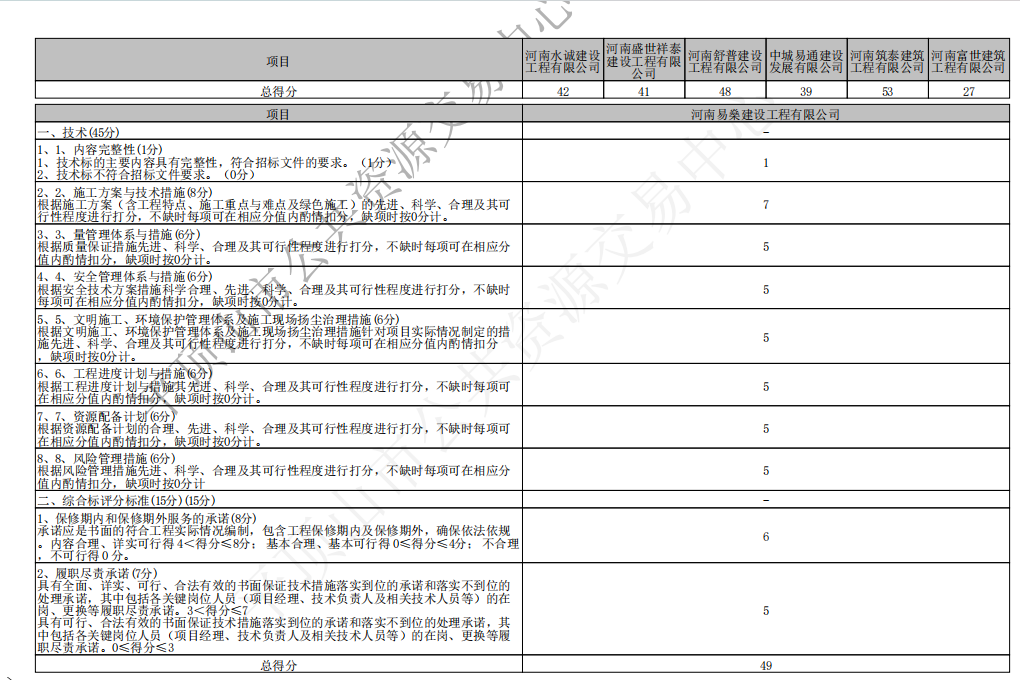 项目
河南水诚建设工程有限公司
河南盛世祥泰建设工程有限公司
河南舒普建设工程有限公司
中城易通建设发展有限公司
河南筑泰建筑工程有限公司
河南富世建筑工程有限公司
总得分 42 41 48 39 53 27
项目 河南易燊建设工程有限公司
一、技术(45分) -
1、1、内容完整性(1分)
1、技术标的主要内容具有完整性，符合招标文件的要求。（1分）
2、技术标不符合招标文件要求。（0分）
1
2、2、施工方案与技术措施(8分)
根据施工方案（含工程特点、施工重点与难点及绿色施工）的先进、科学、合理及其可
行性程度进行打分，不缺时每项可在相应分值内酌情扣分，缺项时按0分计。
7
3、3、量管理体系与措施(6分)
根据质量保证措施先进、科学、合理及其可行性程度进行打分，不缺时每项可在相应分
值内酌情扣分，缺项时按0分计。
5
4、4、安全管理体系与措施(6分)
根据安全技术方案措施科学合理、先进、科学、合理及其可行性程度进行打分，不缺时
每项可在相应分值内酌情扣分，缺项时按0分计。
5
5、5、文明施工、环境保护管理体系及施工现场扬尘治理措施(6分)
根据文明施工、环境保护管理体系及施工现场扬尘治理措施针对项目实际情况制定的措
施先进、科学、合理及其可行性程度进行打分，不缺时每项可在相应分值内酌情扣分
，缺项时按0分计。
5
6、6、工程进度计划与措施(6分)
根据工程进度计划与措施其先进、科学、合理及其可行性程度进行打分，不缺时每项可
在相应分值内酌情扣分，缺项时按0分计。
5
7、7、资源配备计划(6分)
根据资源配备计划的合理、先进、科学、合理及其可行性程度进行打分，不缺时每项可
在相应分值内酌情扣分，缺项时按0分计。
5
8、8、风险管理措施(6分)
根据风险管理措施先进、科学、合理及其可行性程度进行打分，不缺时每项可在相应分
值内酌情扣分，缺项时按0分计
5
二、综合标评分标准(15分)(15分) -
1、保修期内和保修期外服务的承诺(8分)
承诺应是书面的符合工程实际情况编制，包含工程保修期内及保修期外，确保依法依规
。内容合理、详实可行得 4＜得分≤8分； 基本合理、基本可行得 0≤得分≤4分； 不合理
，不可行得 0 分。
6
2、履职尽责承诺(7分)
具有全面、详实、可行、合法有效的书面保证技术措施落实到位的承诺和落实不到位的
处理承诺，其中包括各关键岗位人员（项目经理、技术负责人及相关技术人员等）的在
岗、更换等履职尽责承诺。3＜得分≤7
具有可行、合法有效的书面保证技术措施落实到位的承诺和落实不到位的处理承诺，其
中包括各关键岗位人员（项目经理、技术负责人及相关技术人员等）的在岗、更换等履
职尽责承诺。0≤得分≤3
5
总得分 49
平顶山市公共资源交易中心
平顶山市公共资源交易中心